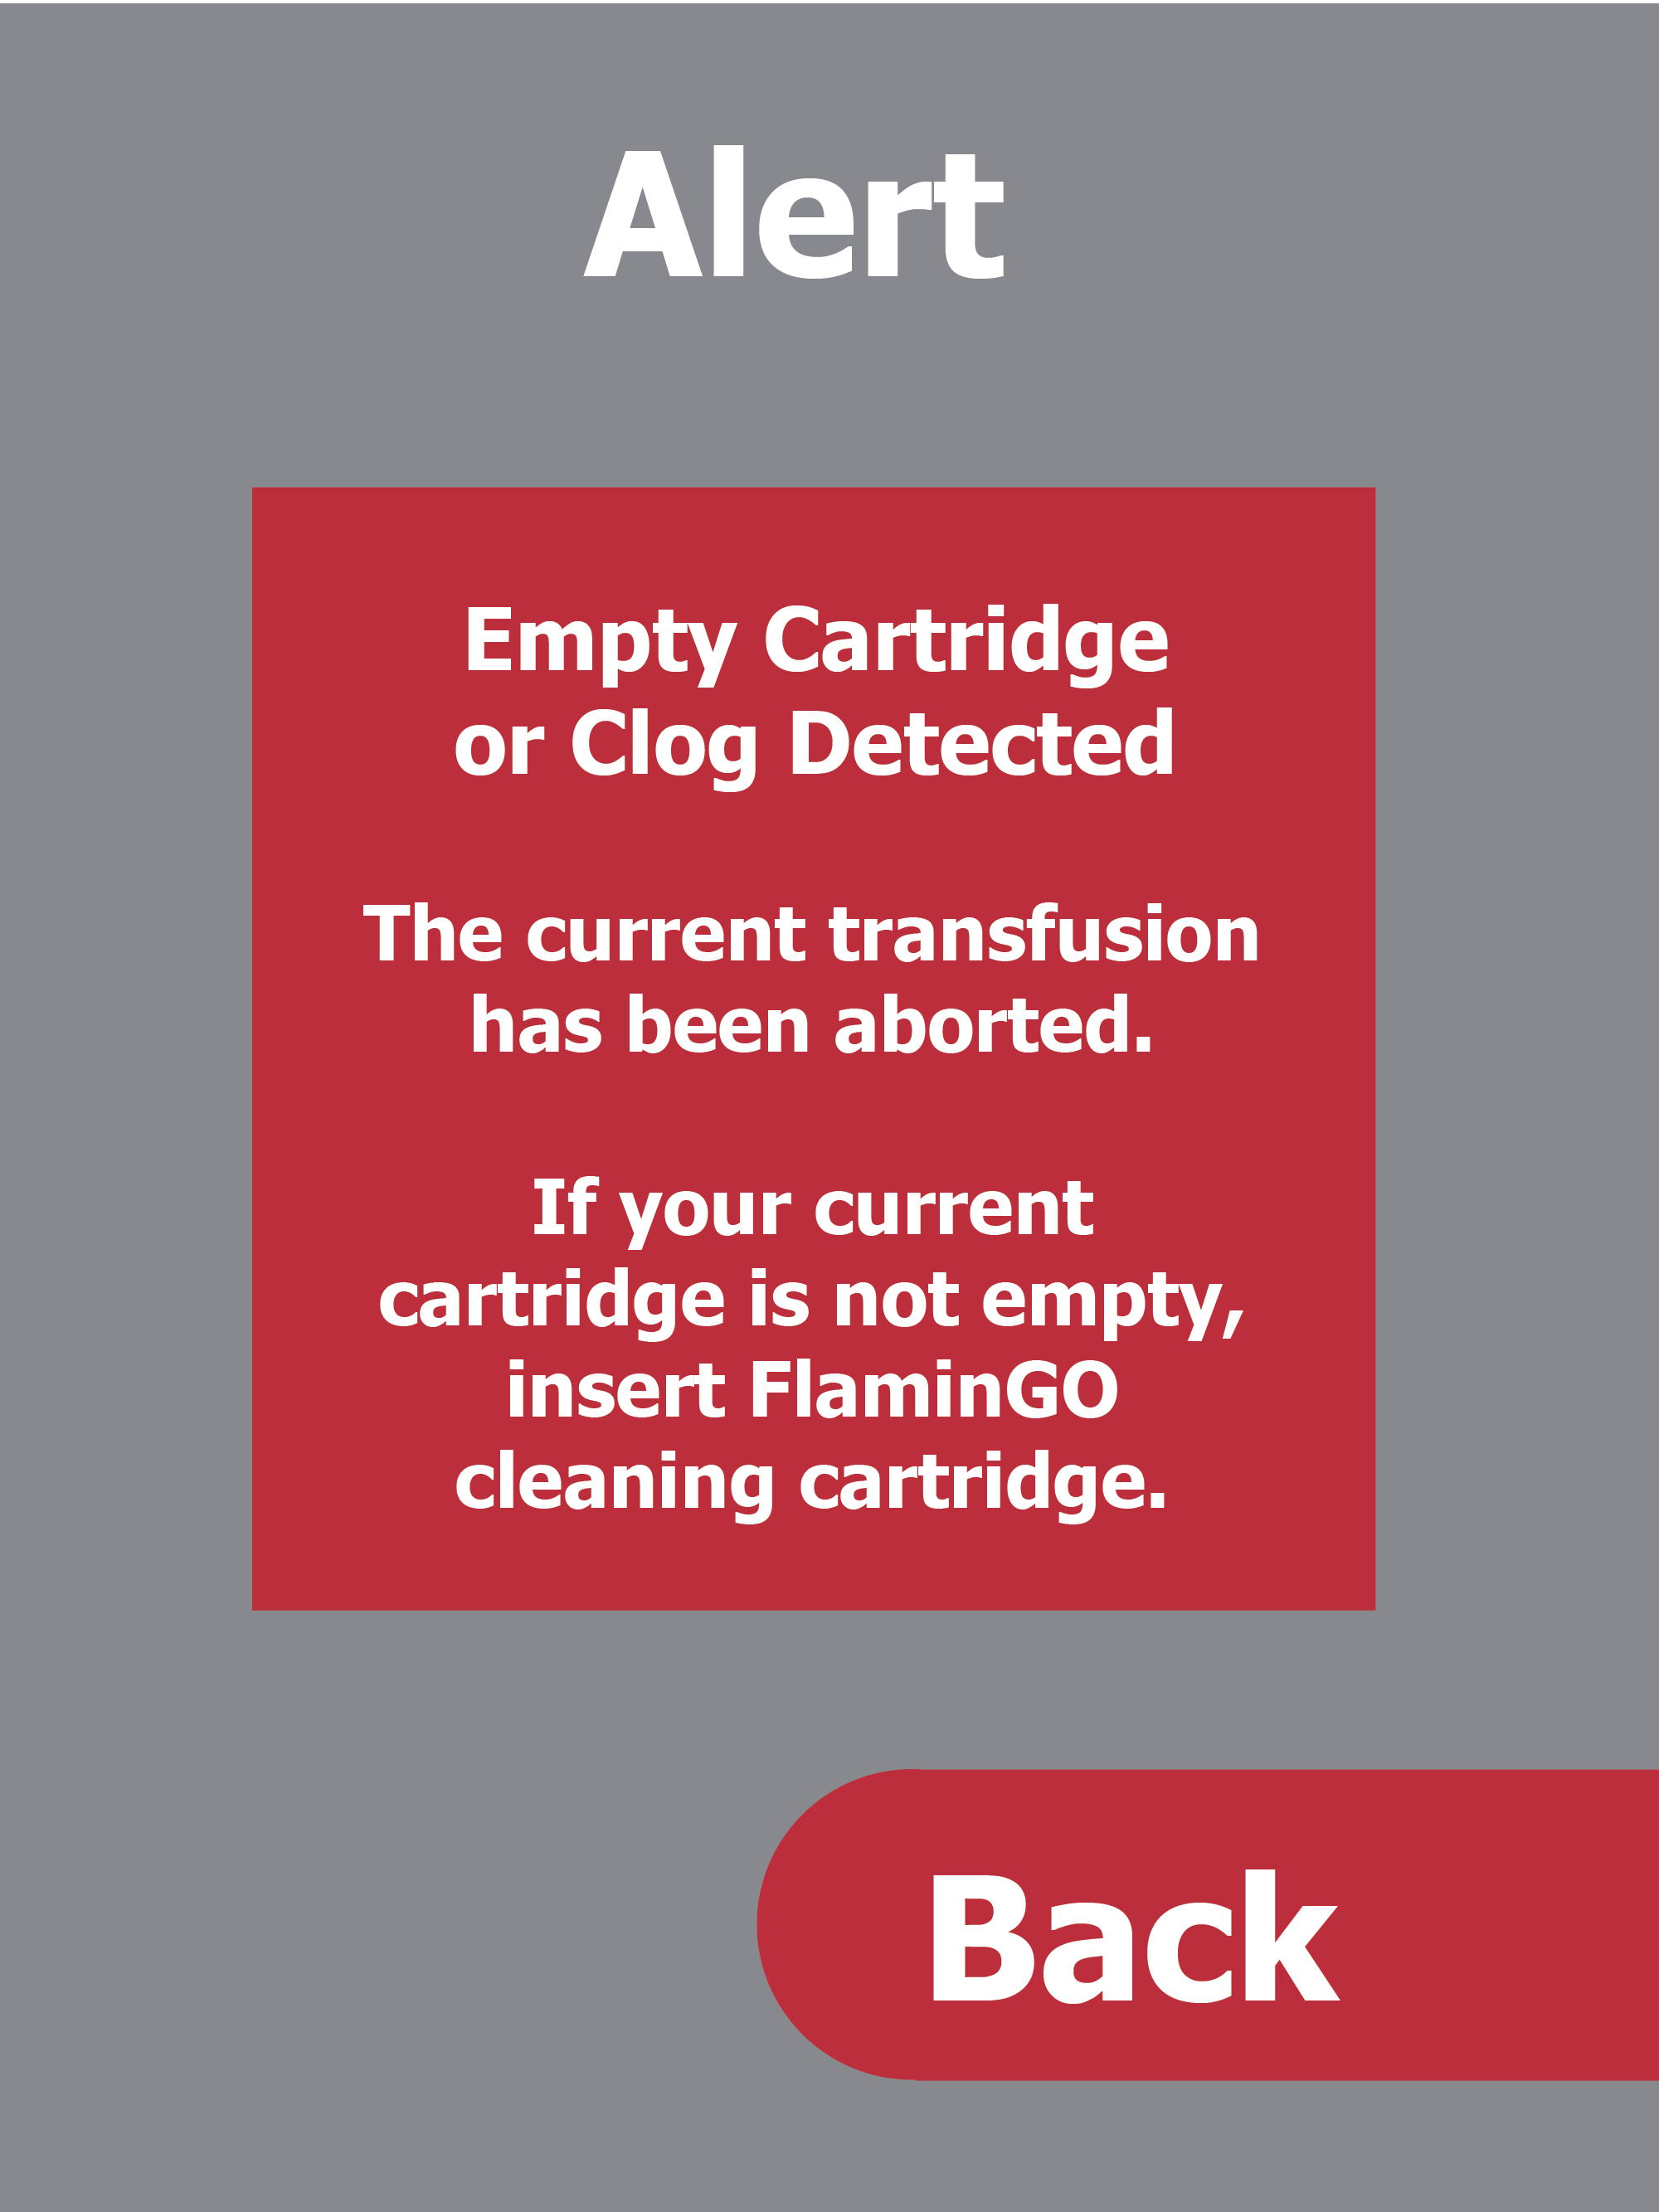 Alert
Empty Cartridge
or Clog Detected
The current transfusion
has been aborted.
If your current
cartridge is not empty,
insert FlaminGO
cleaning cartridge.
Back